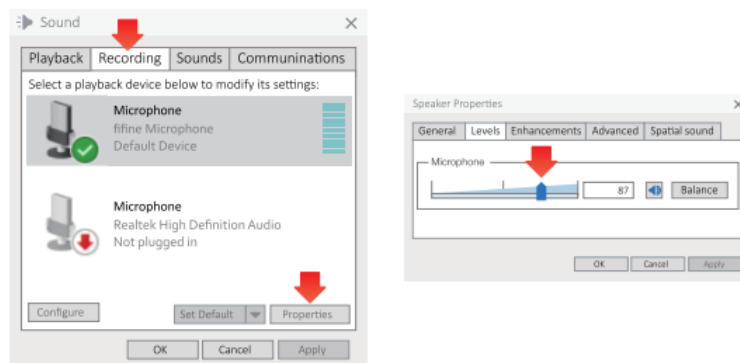 Sound
Playback Recording Sounds Communinations
Select a playback device below to modify its settings:
Microphone
fifine Microphone
Default Device
Microphone
Realtek High Definition Audio
Not plugged in
Configure Set Default Properties
OK Cancel Apply
Speaker Properties
General Levels Enhancements Advanced Spatial sound
Microphone
87 Balance
OK Cancel Apply